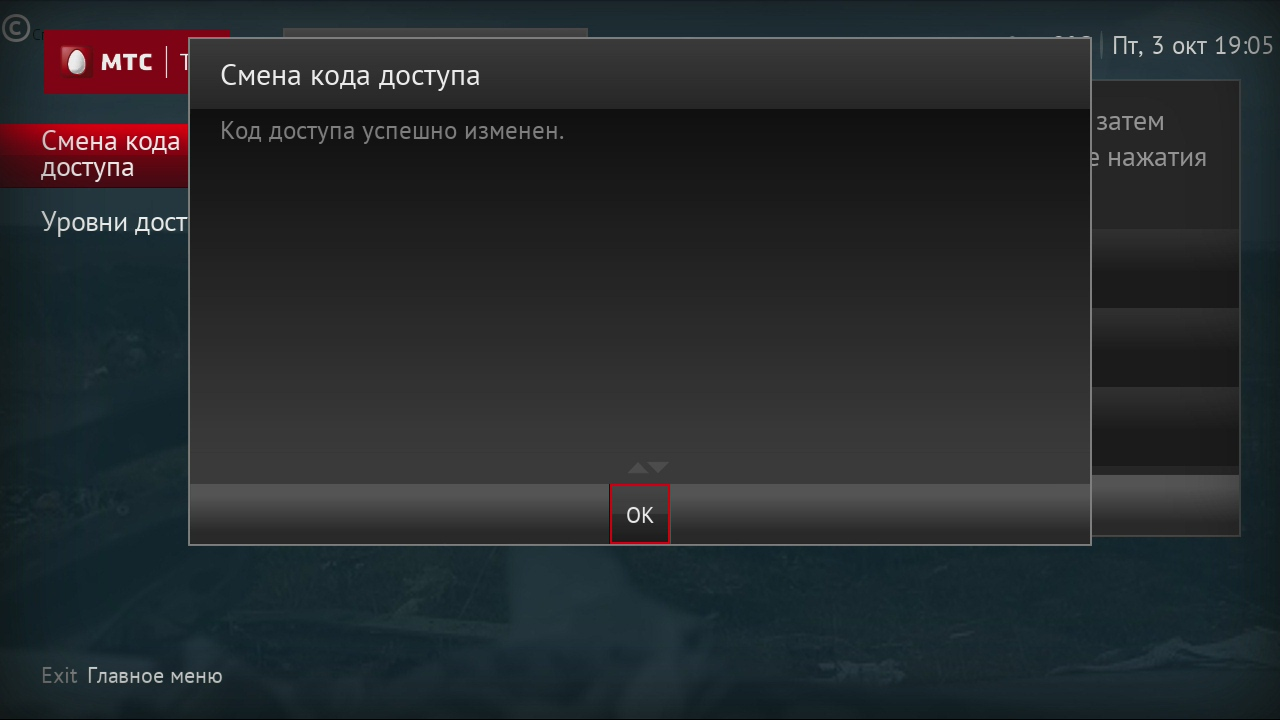 ©
МТС
Пт, 3 окт 19:05
Смена кода доступа
Код доступа успешно изменен.
Смена кода
доступа
затем
нажатия
Уровни
OK
Exit Главное меню